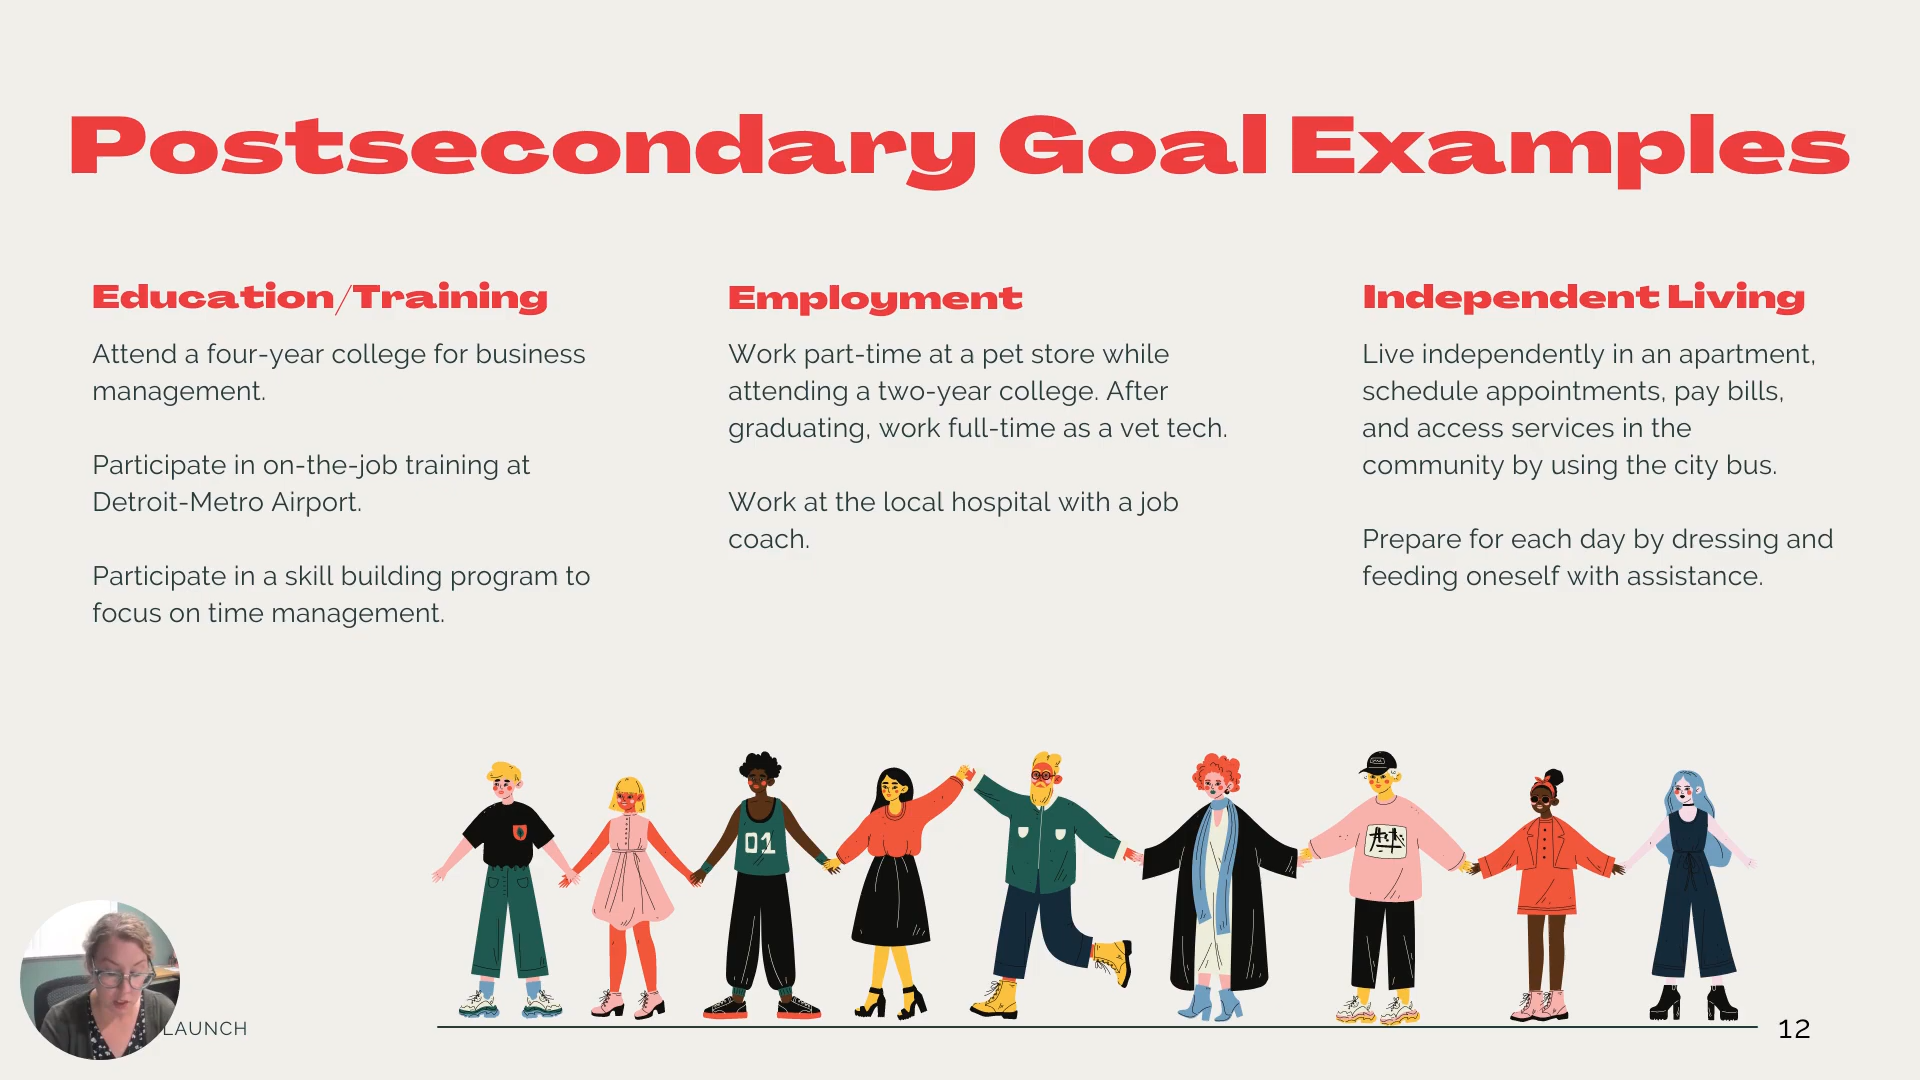 Postsecondary Goal Examples
Education/Training
Attend a four-year college for business
management.
Participate in on-the-job training at
Detroit-Metro Airport.
Participate in a skill building program to
focus on time management.
Employment
Work part-time at a pet store while
attending a two-year college. After
graduating, work full-time as a vet tech.
Work at the local hospital with a job
coach.
Independent Living
Live independently in an apartment,
schedule appointments, pay bills,
and access services in the
community by using the city bus.
Prepare for each day by dressing and
feeding oneself with assistance.
01
LAUNCH
12